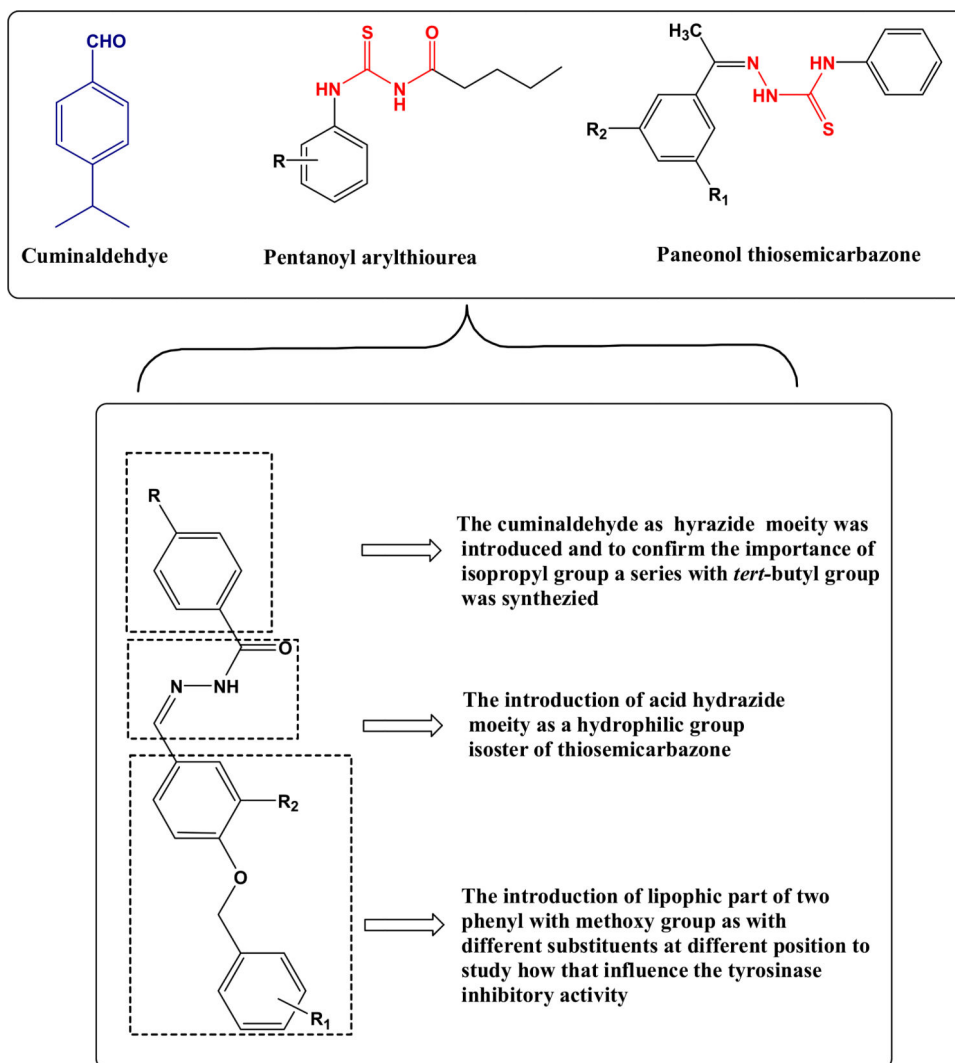 CHO
Cuminaldehdye
S
O
HN
N
H
R
Pentanoyl arylthiourea
H₃C
N
HN
HN
S
R₂
R₁
Paneonol thiosemicarbazone
R
O
N
NH
R₂
O
R₁
The cuminaldehyde as hyrazide moeity was
introduced and to confirm the importance of
isopropyl group a series with tert-butyl group
was synthezied
The introduction of acid hydrazide
moeity as a hydrophilic group
isoster of thiosemicarbazone
The introduction of lipophic part of two
phenyl with methoxy group as with
different substituents at different position to
study how that influence the tyrosinase
inhibitory activity